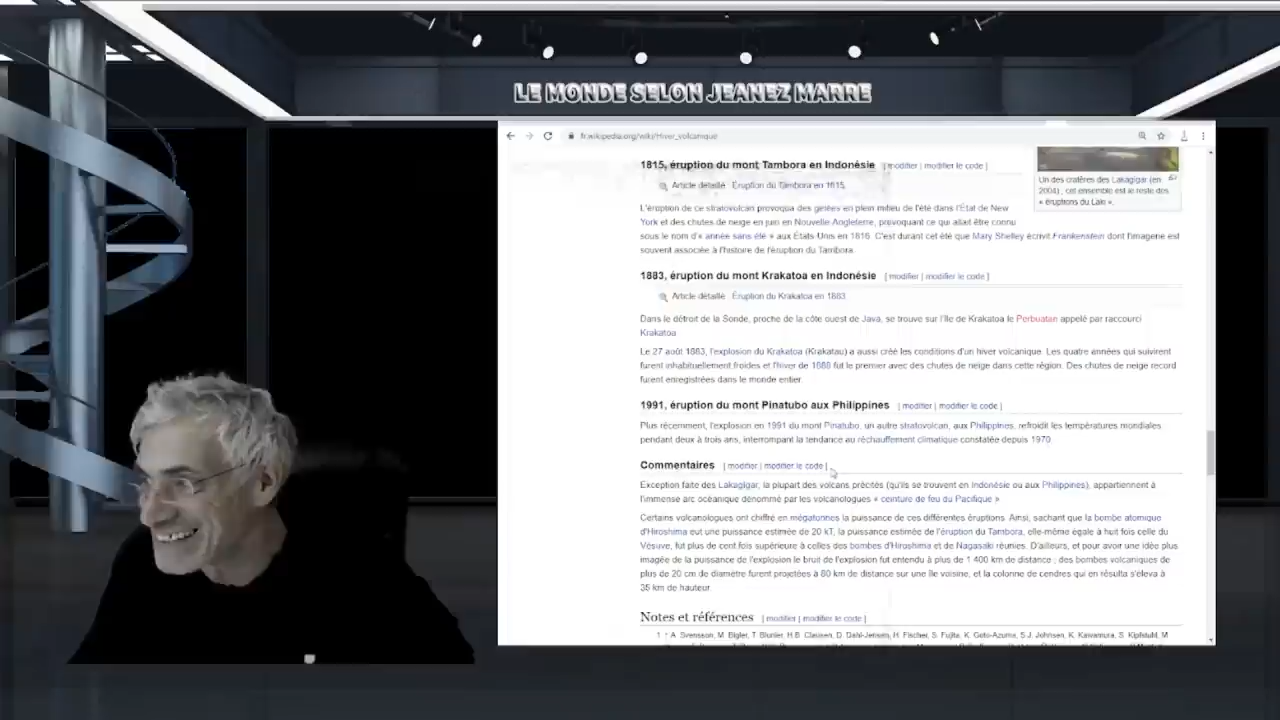 LE MONDE SELON JEANEZ MARRE
fr.wikipedia.org/wiki/Hiver_volcanique
1815, éruption du mont Tambora en Indonésie [ modifier | modifier le code ]
Article détaillé : Éruption du Tambora en 1815.
L'éruption de ce stratovolcan provoqua des gelées en plein milieu de l'été dans l'État de New
York et des chutes de neige en juin en Nouvelle-Angleterre, provoquant ce qui allait être connu
sous le nom d'« année sans été » aux États-Unis en 1816. C'est durant cet été que Mary Shelley écrivit Frankenstein dont l'imagerie est
souvent associée à l'histoire de l'éruption du Tambora.
Un des cratères des Lakagígar (en
2004) ; cet ensemble est le reste des
« éruptions du Laki ».
1883, éruption du mont Krakatoa en Indonésie [ modifier | modifier le code ]
Article détaillé : Éruption du Krakatoa en 1883.
Dans le détroit de la Sonde, proche de la côte ouest de Java, se trouve sur l'île de Krakatoa le Perbuatan appelé par raccourci
Krakatoa
Le 27 août 1883, l'explosion du Krakatoa (Krakatau) a aussi créé les conditions d'un hiver volcanique. Les quatre années qui suivirent
furent inhabituellement froides et l'hiver de 1888 fut le premier avec des chutes de neige dans cette région. Des chutes de neige record
furent enregistrées dans le monde entier.
1991, éruption du mont Pinatubo aux Philippines [ modifier | modifier le code ]
Plus récemment, l'explosion en 1991 du mont Pinatubo, un autre stratovolcan, aux Philippines, refroidit les températures mondiales
pendant deux à trois ans, interrompant la tendance au réchauffement climatique constatée depuis 1970
Commentaires [ modifier | modifier le code ]
Exception faite des Lakagígar, la plupart des volcans précités (qu'ils se trouvent en Indonésie ou aux Philippines), appartiennent à
l'immense arc océanique dénommé par les volcanologues « ceinture de feu du Pacifique »
Certains volcanologues ont chiffré en mégatonnes la puissance de ces différentes éruptions. Ainsi, sachant que la bombe atomique
d'Hiroshima eut une puissance estimée de 20 kT, la puissance estimée de l'éruption du Tambora, elle-même égale à huit fois celle du
Vésuve, fut plus de cent fois supérieure à celles des bombes d'Hiroshima et de Nagasaki réunies. D'ailleurs, et pour avoir une idée plus
imagée de la puissance de l'explosion le bruit de l'explosion fut entendu à plus de 1 400 km de distance ; des bombes volcaniques de
plus de 20 cm de diamètre furent projetées à 80 km de distance sur une île voisine, et la colonne de cendres qui en résulta s'éleva à
35 km de hauteur.
Notes et références [ modifier | modifier le code ]
1. ↑ A. Svensson, M. Bigler, T. Blunier, H.B. Clausen, D. Dahl-Jensen, H. Fischer, S. Fujita, K. Goto-Azuma, S.J. Johnsen, K. Kawamura, S. Kipfstuhl, M